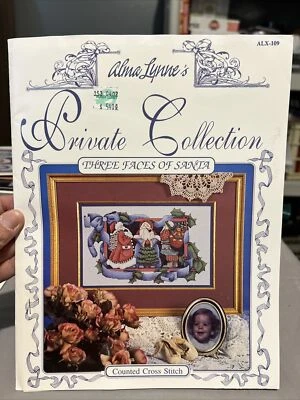 ALX-109
Alma Lynne's
Private Collection
THREE FACES OF SANTA
Counted Cross Stitch